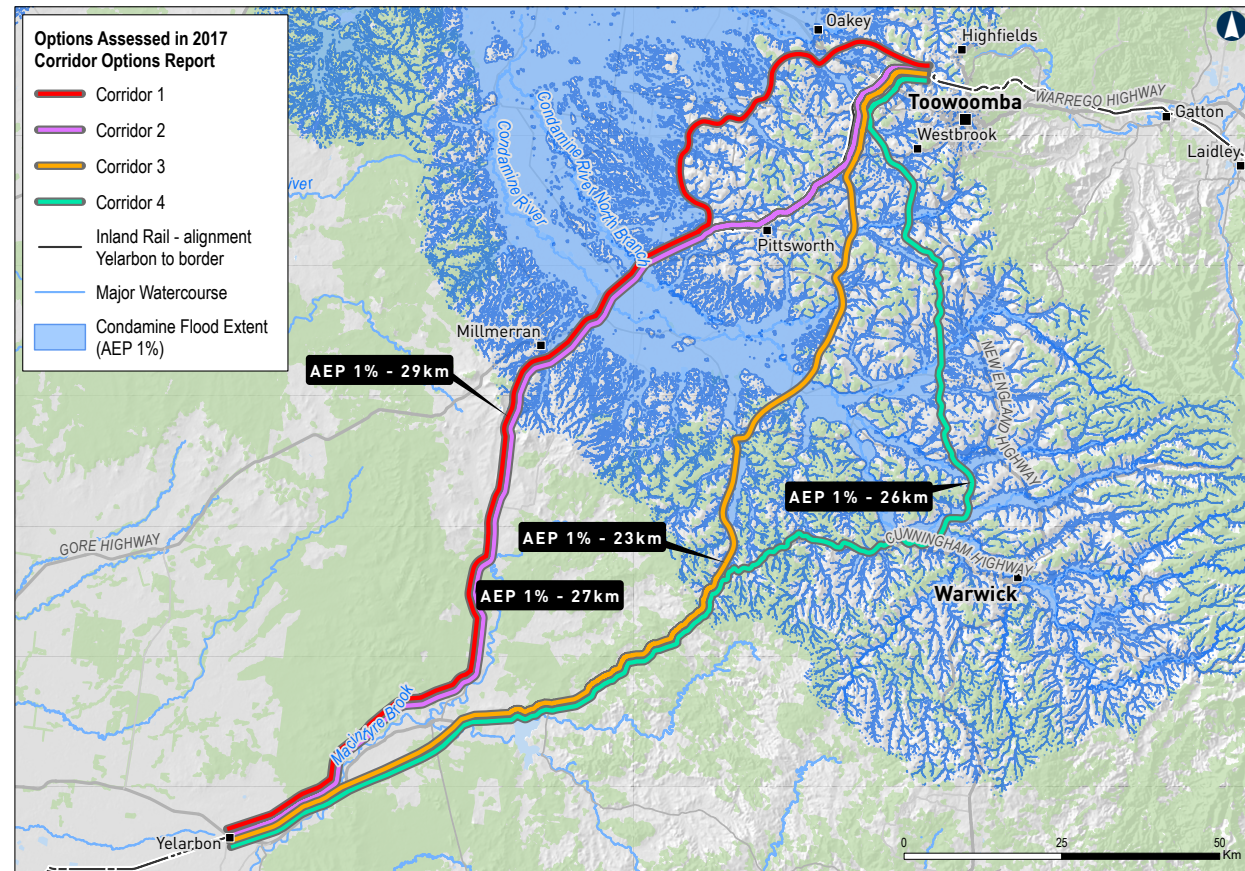 Options Assessed in 2017
Corridor Options Report
Corridor 1
Corridor 2
Corridor 3
Corridor 4
Inland Rail - alignment
Yelarbon to border
Major Watercourse
Condamine Flood Extent
(AEP 1%)
iver
Oakey
Highfields
Toowoomba
WARREGO HIGHWAY
Gatton
Westbrook
Laidley
Condamine River North Branch
Condamine River
Pittsworth
Millmerran
AEP 1% - 29km
NEW ENGLAND HIGHWAY
AEP 1% - 26km
AEP 1% - 23km
GORE HIGHWAY
CUNNINGHAM HIGHWAY
AEP 1% - 27km
Warwick
Macintyre Brook
Yelarbon
0 25 50
Km